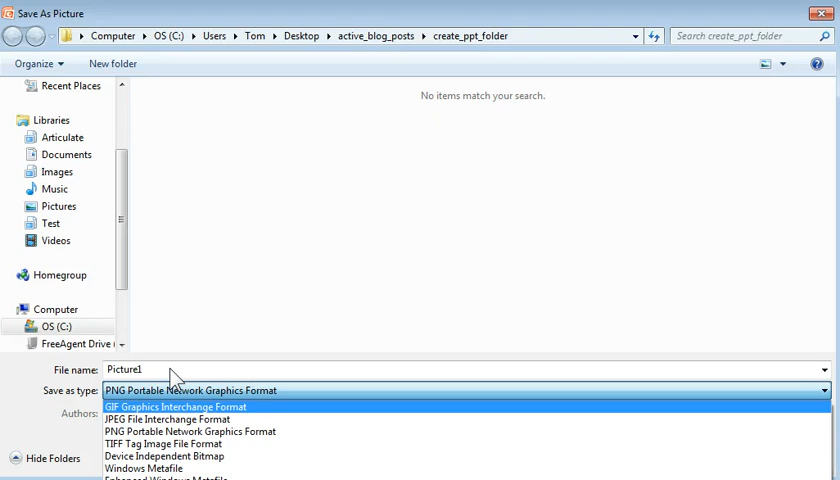 Save As Picture
Computer OS (C:) Users Tom Desktop active_blog_posts create_ppt_folder Search create_ppt_folder
Organize New folder
Recent Places
No items match your search.
Libraries
Articulate
Documents
Images
Music
Pictures
Test
Videos
Homegroup
Computer
OS (C:)
FreeAgent Drive (
File name: Picture1
Save as type: PNG Portable Network Graphics Format
Authors: GIF Graphics Interchange Format
JPEG File Interchange Format
PNG Portable Network Graphics Format
TIFF Tag Image File Format
Device Independent Bitmap
Hide Folders Windows Metafile
Enhanced Windows Metafile